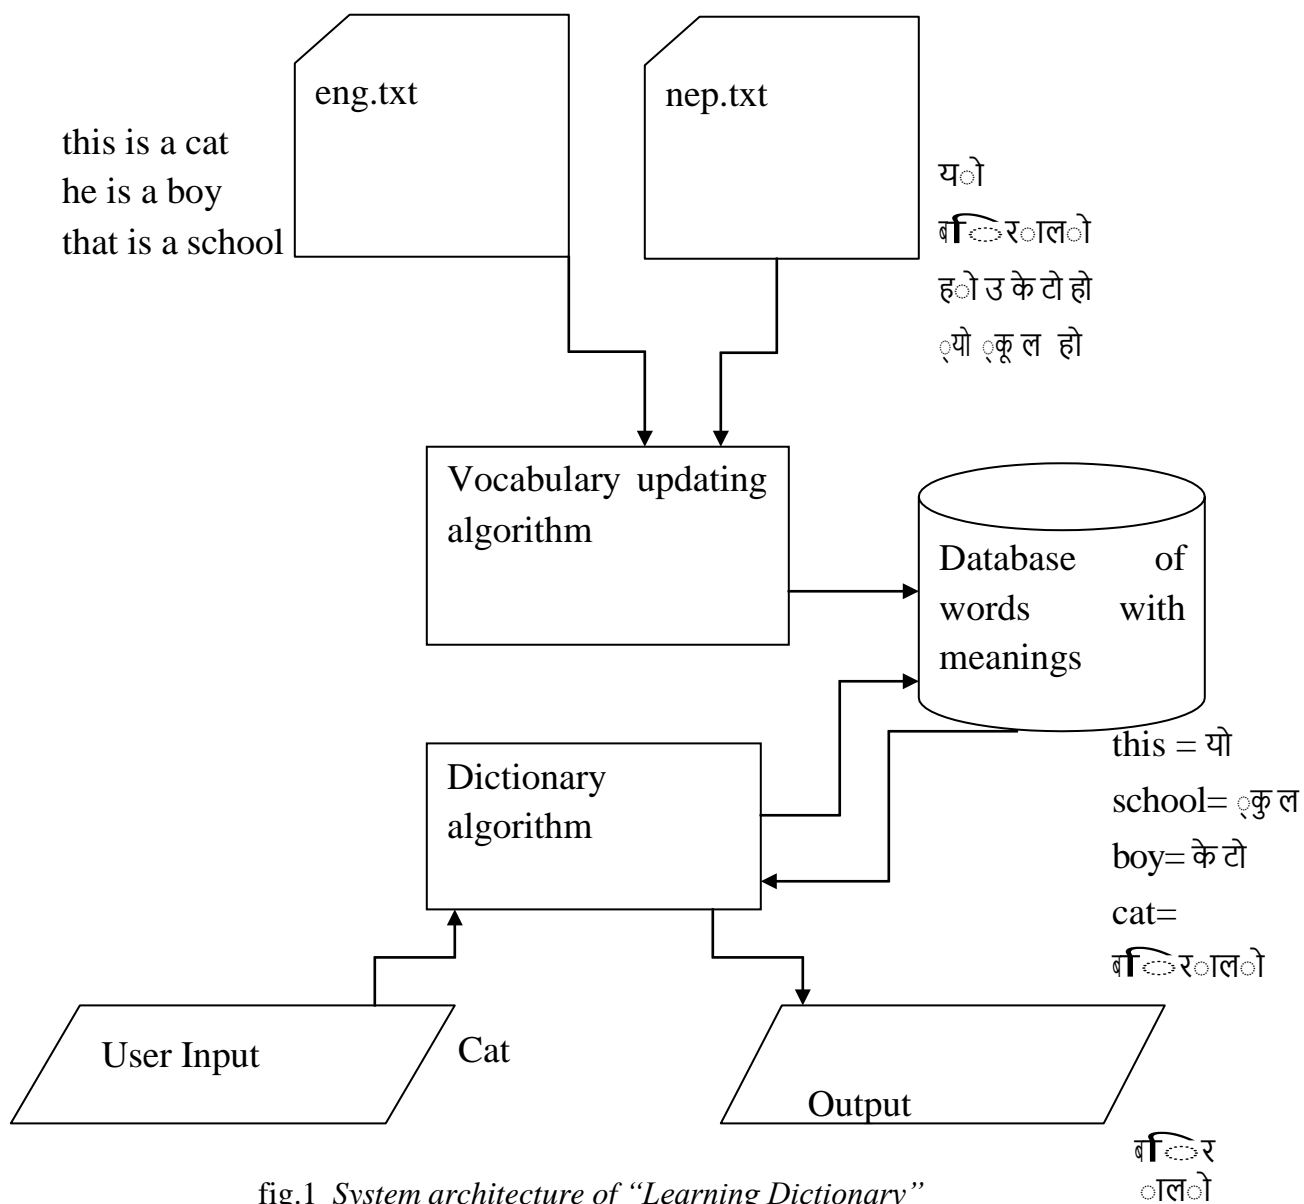 eng.txt
nep.txt
this is a cat
he is a boy
that is a school
यो
बिरालो
हो उ केटो हो
्यो ्कूल हो
Vocabulary updating
algorithm
Database of
words with
meanings
Dictionary
algorithm
this = यो
school= ्कुल
boy= केटो
cat=
बिरालो
User Input
Cat
Output
बिर
ालो
fig.1 System architecture of “Learning Dictionary”